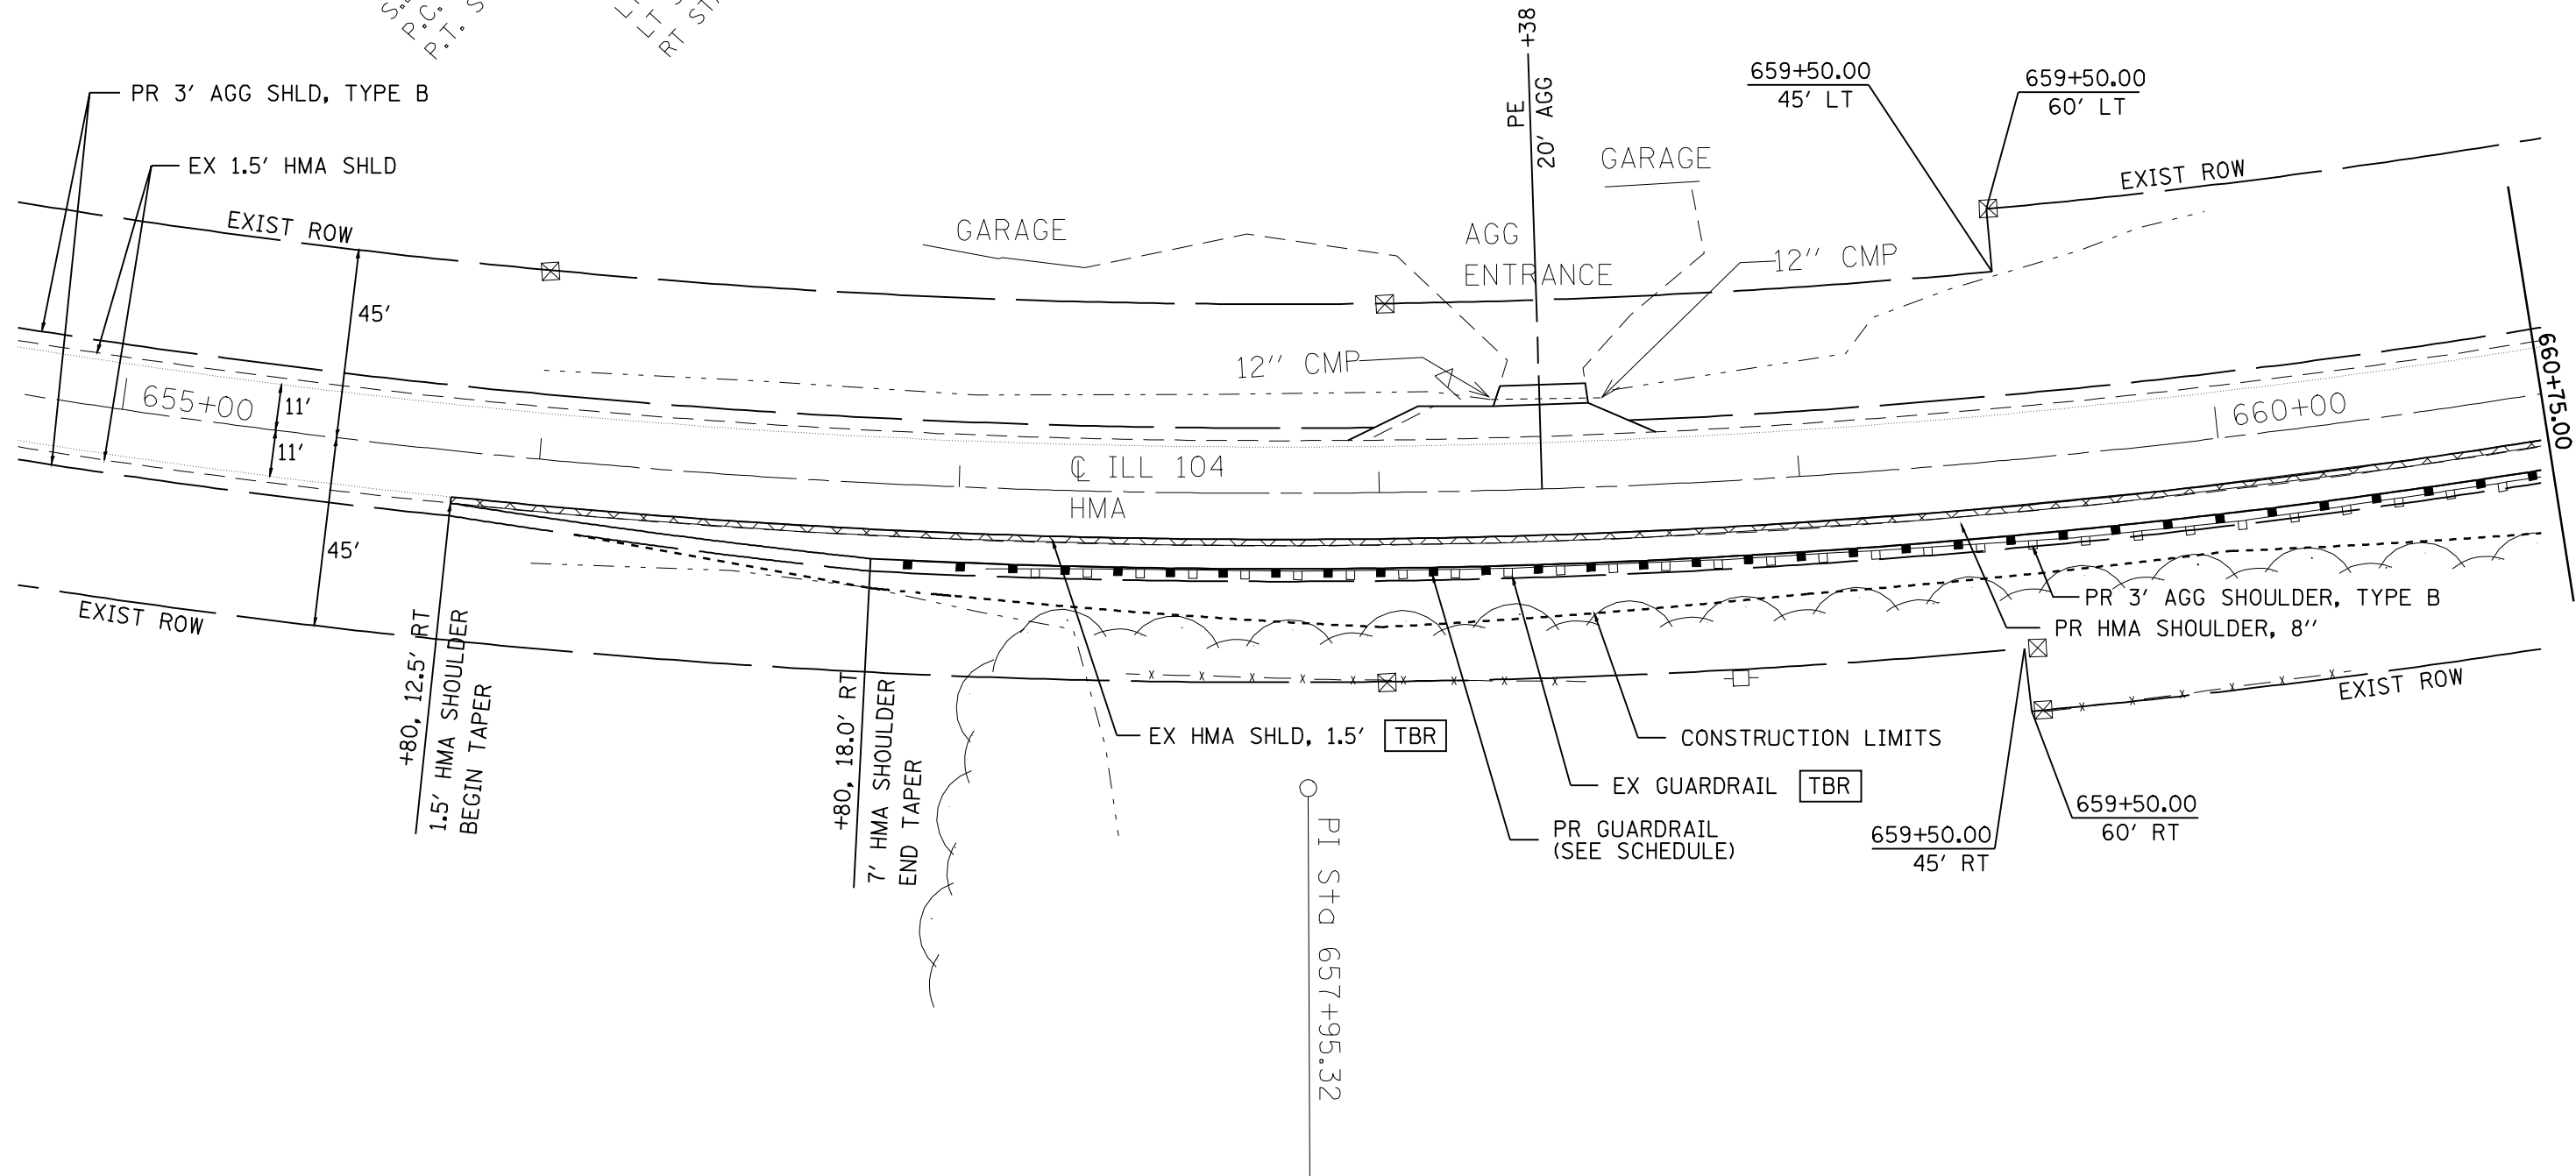 P.C.
P.T. S
LT
RT STA
PR 3' AGG SHLD, TYPE B
EX 1.5' HMA SHLD
EXIST ROW
45'
11'
11'
45'
655+00
EXIST ROW
+80, 12.5' RT
1.5' HMA SHOULDER
BEGIN TAPER
+80, 18.0' RT
7' HMA SHOULDER
END TAPER
GARAGE
AGG
ENTRANCE
12'' CMP
GARAGE
12'' CMP
+38
PE
20' AGG
659+50.00
45' LT
659+50.00
60' LT
EXIST ROW
660+75.00
660+00
℄ ILL 104
HMA
PR 3' AGG SHOULDER, TYPE B
PR HMA SHOULDER, 8''
EXIST ROW
EX HMA SHLD, 1.5' TBR
CONSTRUCTION LIMITS
EX GUARDRAIL TBR
PR GUARDRAIL
(SEE SCHEDULE)
659+50.00
45' RT
659+50.00
60' RT
PI Sta 657+95.32